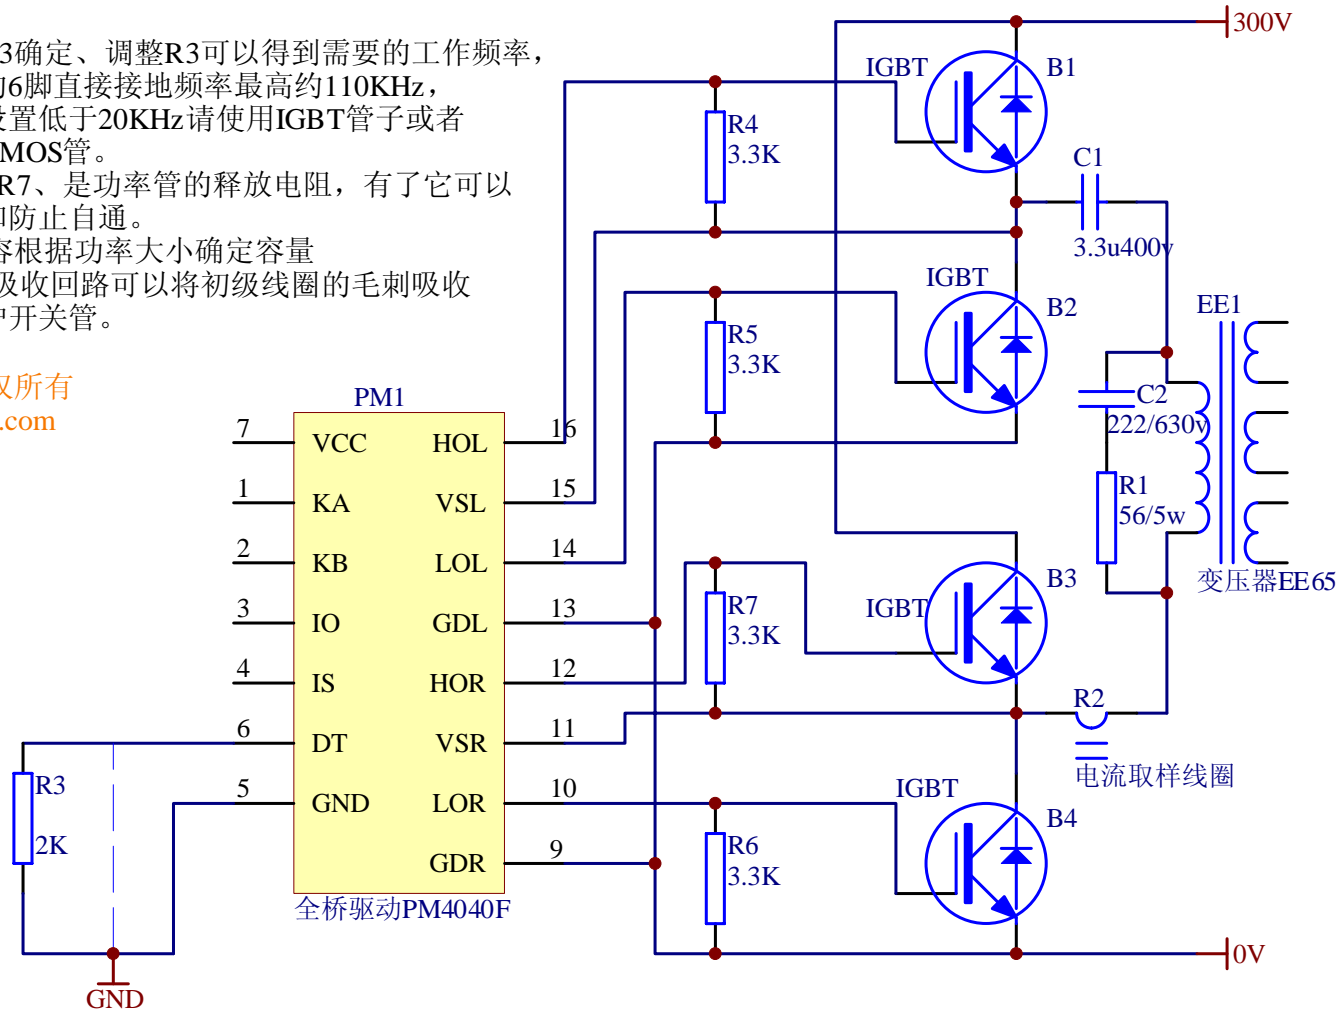 3确定、调整R3可以得到需要的工作频率，
6脚直接接地频率最高约110KHz，
置低于20KHz请使用IGBT管子或者
MOS管。
R7、是功率管的释放电阻，有了它可以
防止自通。
容根据功率大小确定容量
吸收回路可以将初级线圈的毛刺吸收
开关管。
所有
.com
PM1
7 VCC
1 KA
2 KB
3 IO
4 IS
6 DT
5 GND
HOL 16
VSL 15
LOL 14
GDL 13
HOR 12
VSR 11
LOR 10
GDR 9
全桥驱动PM4040F
R3
2K
GND
R4
3.3K
R5
3.3K
R7
3.3K
R6
3.3K
IGBT
B1
IGBT
B2
IGBT
B3
IGBT
B4
300V
C1
3.3u400v
EE1
C2
222/630v
R1
56/5w
变压器EE65
R2
电流取样线圈
0V